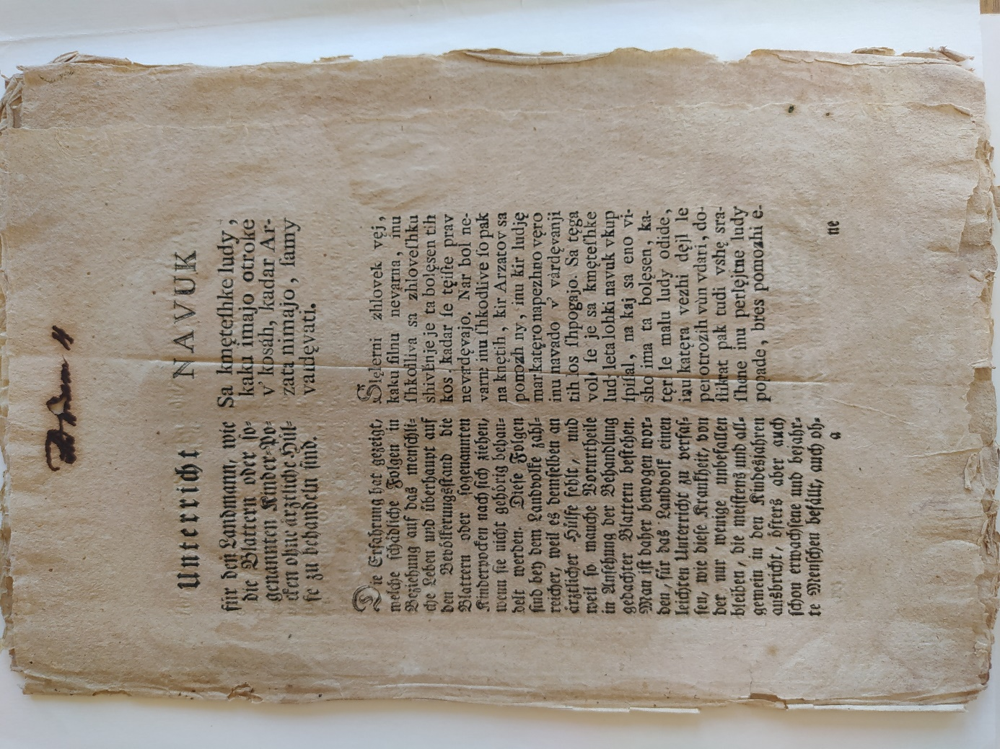 Unterricht
für den Landmann, wie
die Blattern oder so-
genannten Kinder-Po-
cken ohne ärztliche Hül-
fe zu behandeln sind.
Die Erfahrung hat gezeigt,
welche schädliche Folgen in
Beziehung auf das menschli-
che Leben und überhaupt auf
den Bevölkerungsstand die
Blattern oder sogenannten
Kinderpocken nach sich ziehen,
wenn sie nicht gehörig behan-
delt werden. Diese Folgen
sind bey dem Landvolke zahl-
reicher, weil es demselben an
ärztlicher Hülfe fehlt, und
weil so manche Vorurtheile
in Ansehung der Behandlung
gedachter Blattern bestehen.
Man ist daher bewogen wor-
den, für das Landvolk einen
leichten Unterricht zu verfas-
sen, wie diese Krankheit, von
der nur wenige unbefallen
bleiben, die meistens und all-
gemein in den Kindesjahren
ausbricht, öfters aber auch
schon erwachsene und bejahr-
te Menschen befällt, auch oh-
a
NAVUK
Sa kmętęſhke ludy,
kaku imajo otroke
v' kosàh, kadar Ar-
zata nimajo, ſamy
vardęvati.
Slęlerni zhlovek vęj,
kaku ſilnu nevarna, inu
ſhkodliva sa zhloveſhku
shivlenje je ta bolęsen tih
kos, kadar ſe tęiſte prav
nevardęvajo. Nar bol ne-
varne inu ſhkodlive ſo pak
na knętih, kir Arzatov sa
pomozh ny, inu kir ludję
markatęro napezhno vęro
inu navado v' vardęvanji
tih kos ſhpogajo. Sa tęga
volo ſe je sa kmęteſhke
ludy leta lohki navuk vkup
ſpiſſal, na kaj sa eno vi-
sho ima ta bolęsen, ka-
tęri le malu ludy odide,
inu katęra vezhi dęjl le
per otrozih vun vdari, do-
ſtikrat pak tudi vshę sra-
ſhene inu perlęjtne ludy
popade, bres pomozhi e-
ne